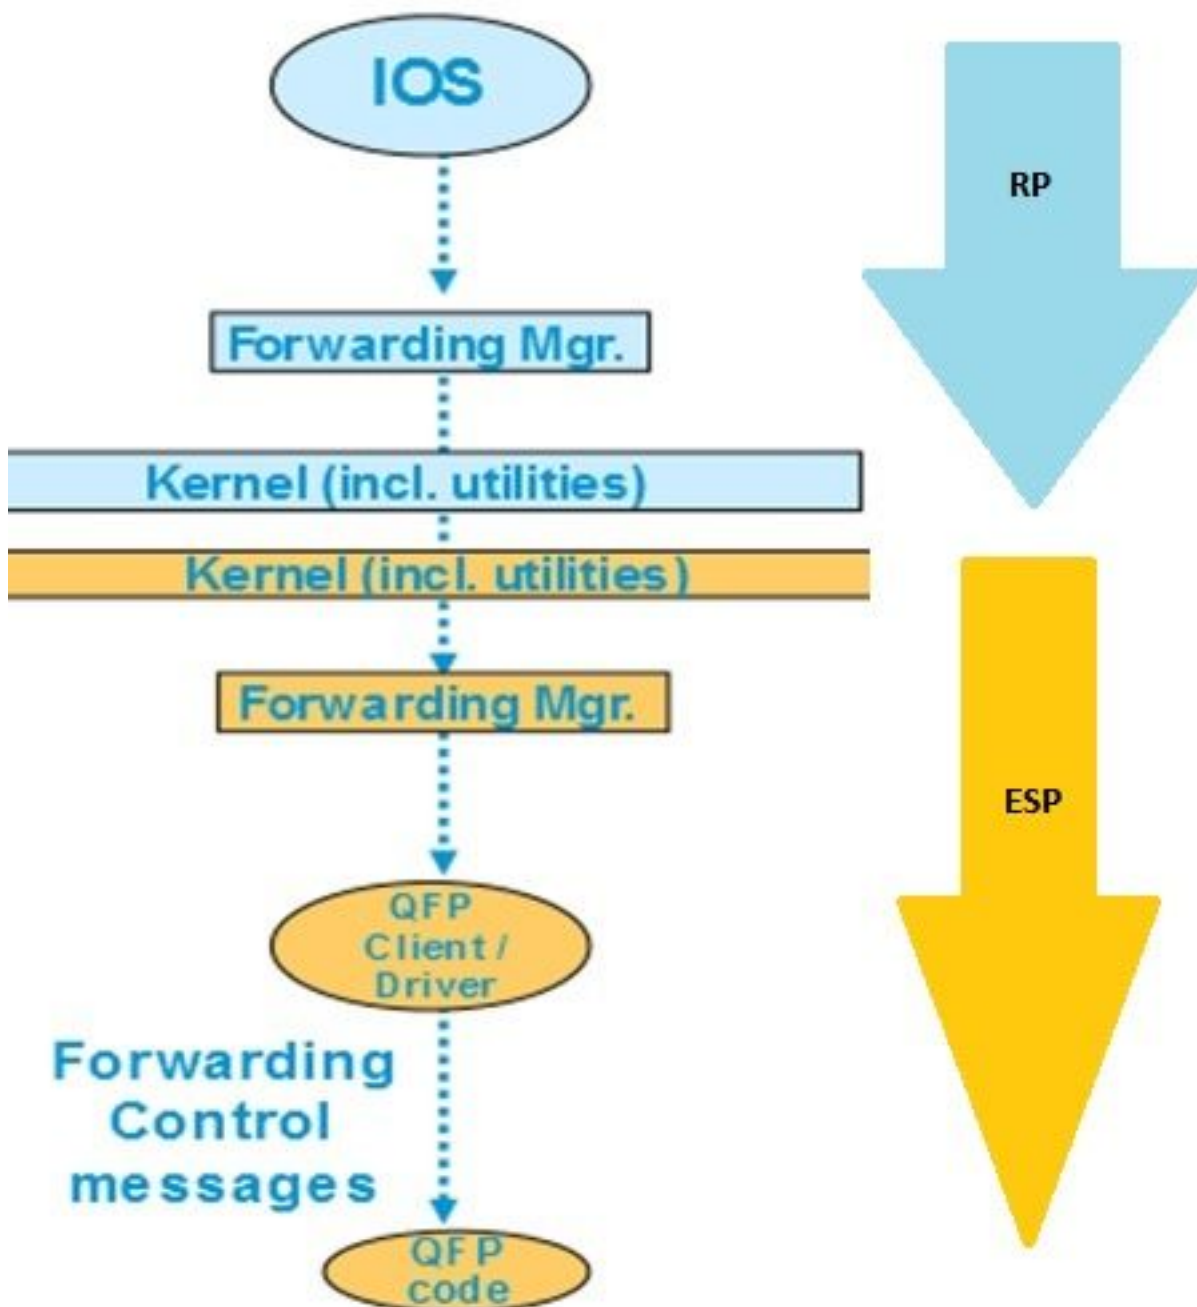 IOS
RP
Forwarding Mgr.
Kernel (incl. utilities)
Kernel (incl. utilities)
Forwarding Mgr.
ESP
QFP
Client /
Driver
Forwarding
Control
messages
QFP
code